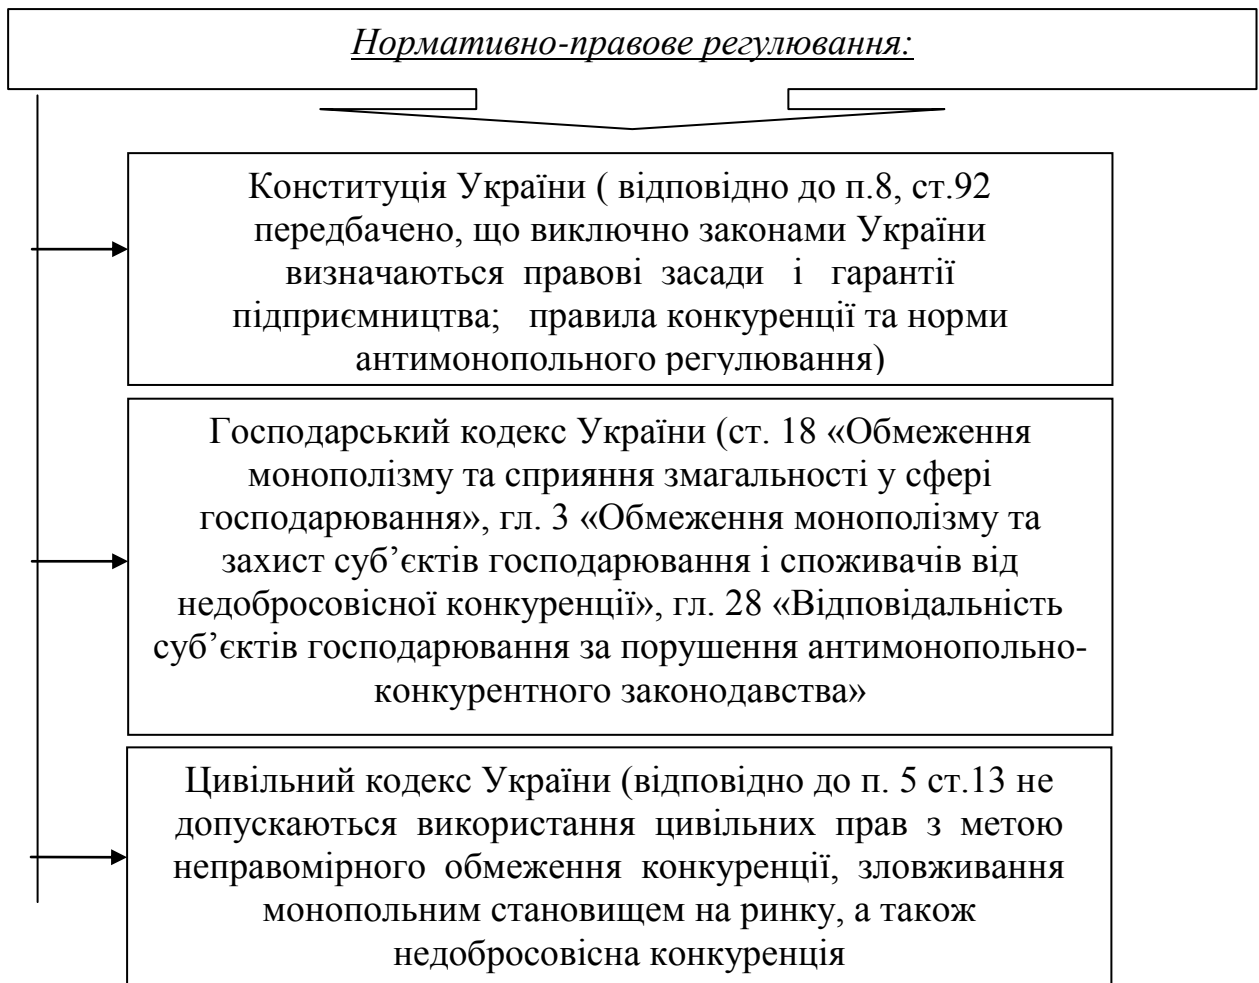 Нормативно-правове регулювання:
Конституція України ( відповідно до п.8, ст.92
передбачено, що виключно законами України
визначаються правові засади і гарантії
підприємництва; правила конкуренції та норми
антимонопольного регулювання)
Господарський кодекс України (ст. 18 «Обмеження
монополізму та сприяння змагальності у сфері
господарювання», гл. 3 «Обмеження монополізму та
захист суб’єктів господарювання і споживачів від
недобросовісної конкуренції», гл. 28 «Відповідальність
суб’єктів господарювання за порушення антимонопольно-
конкурентного законодавства»
Цивільний кодекс України (відповідно до п. 5 ст.13 не
допускаються використання цивільних прав з метою
неправомірного обмеження конкуренції, зловживання
монопольним становищем на ринку, а також
недобросовісна конкуренція